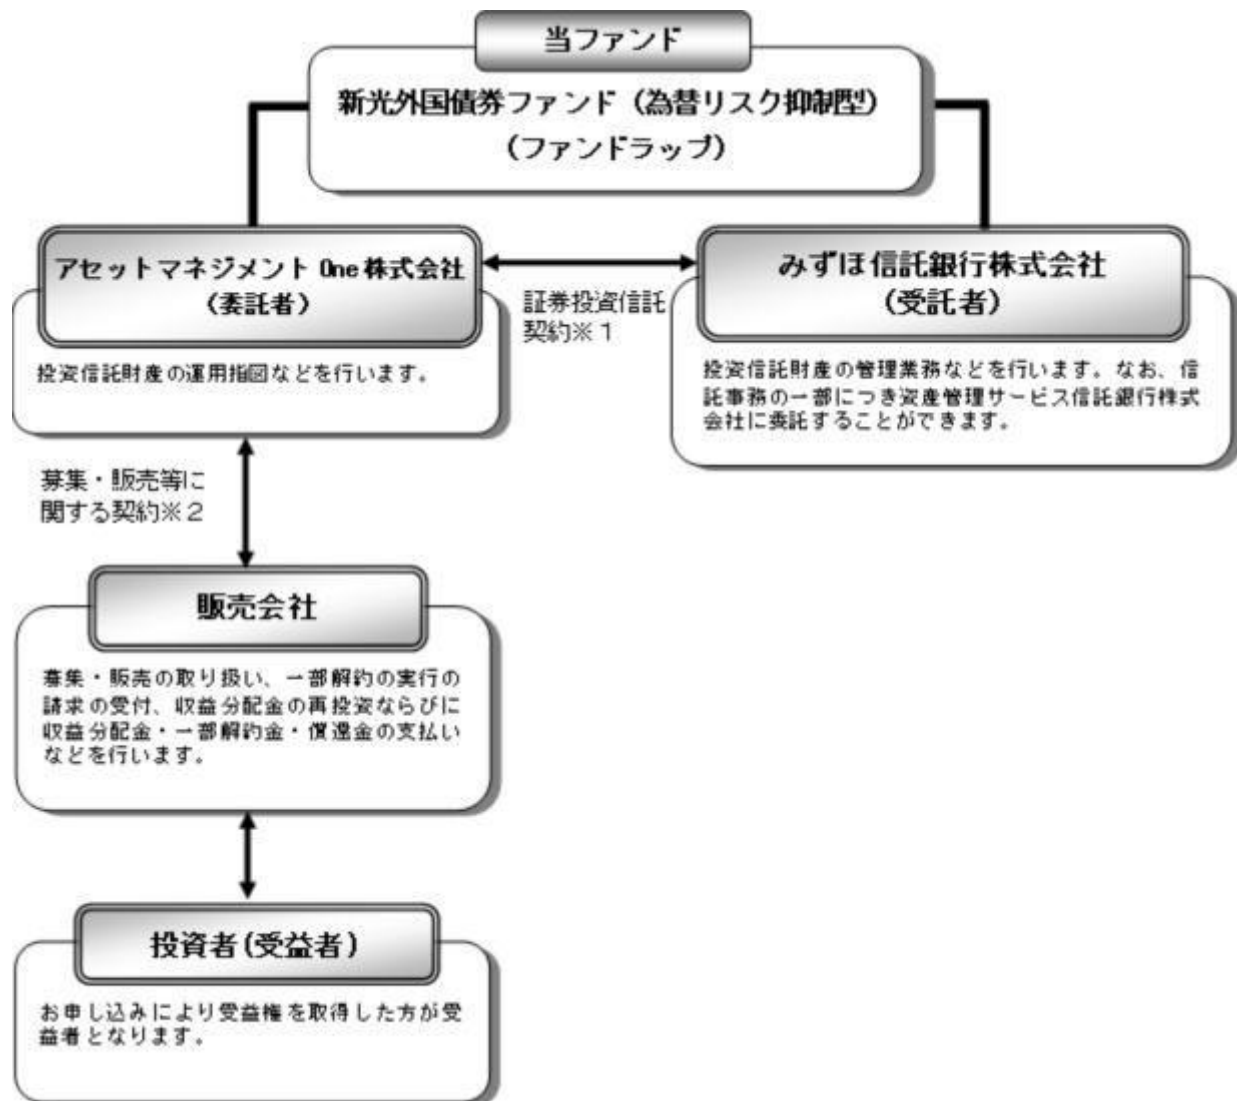 当ファンド
新光外国債券ファンド（為替リスク抑制型）
（ファンドラップ）
アセットマネジメント One 株式会社
（委託者）
投資信託財産の運用指図などを行います。
証券投資信託
契約※１
みずほ信託銀行株式会社
（受託者）
投資信託財産の管理業務などを行います。なお、信
託事務の一部につき資産管理サービス信託銀行株式
会社に委託することができます。
募集・販売等に
関する契約※２
販売会社
募集・販売の取り扱い、一部解約の実行の
請求の受付、収益分配金の再投資ならびに
収益分配金・一部解約金・償還金の支払い
などを行います。
投資者（受益者）
お申し込みにより受益権を取得した方が受
益者となります。